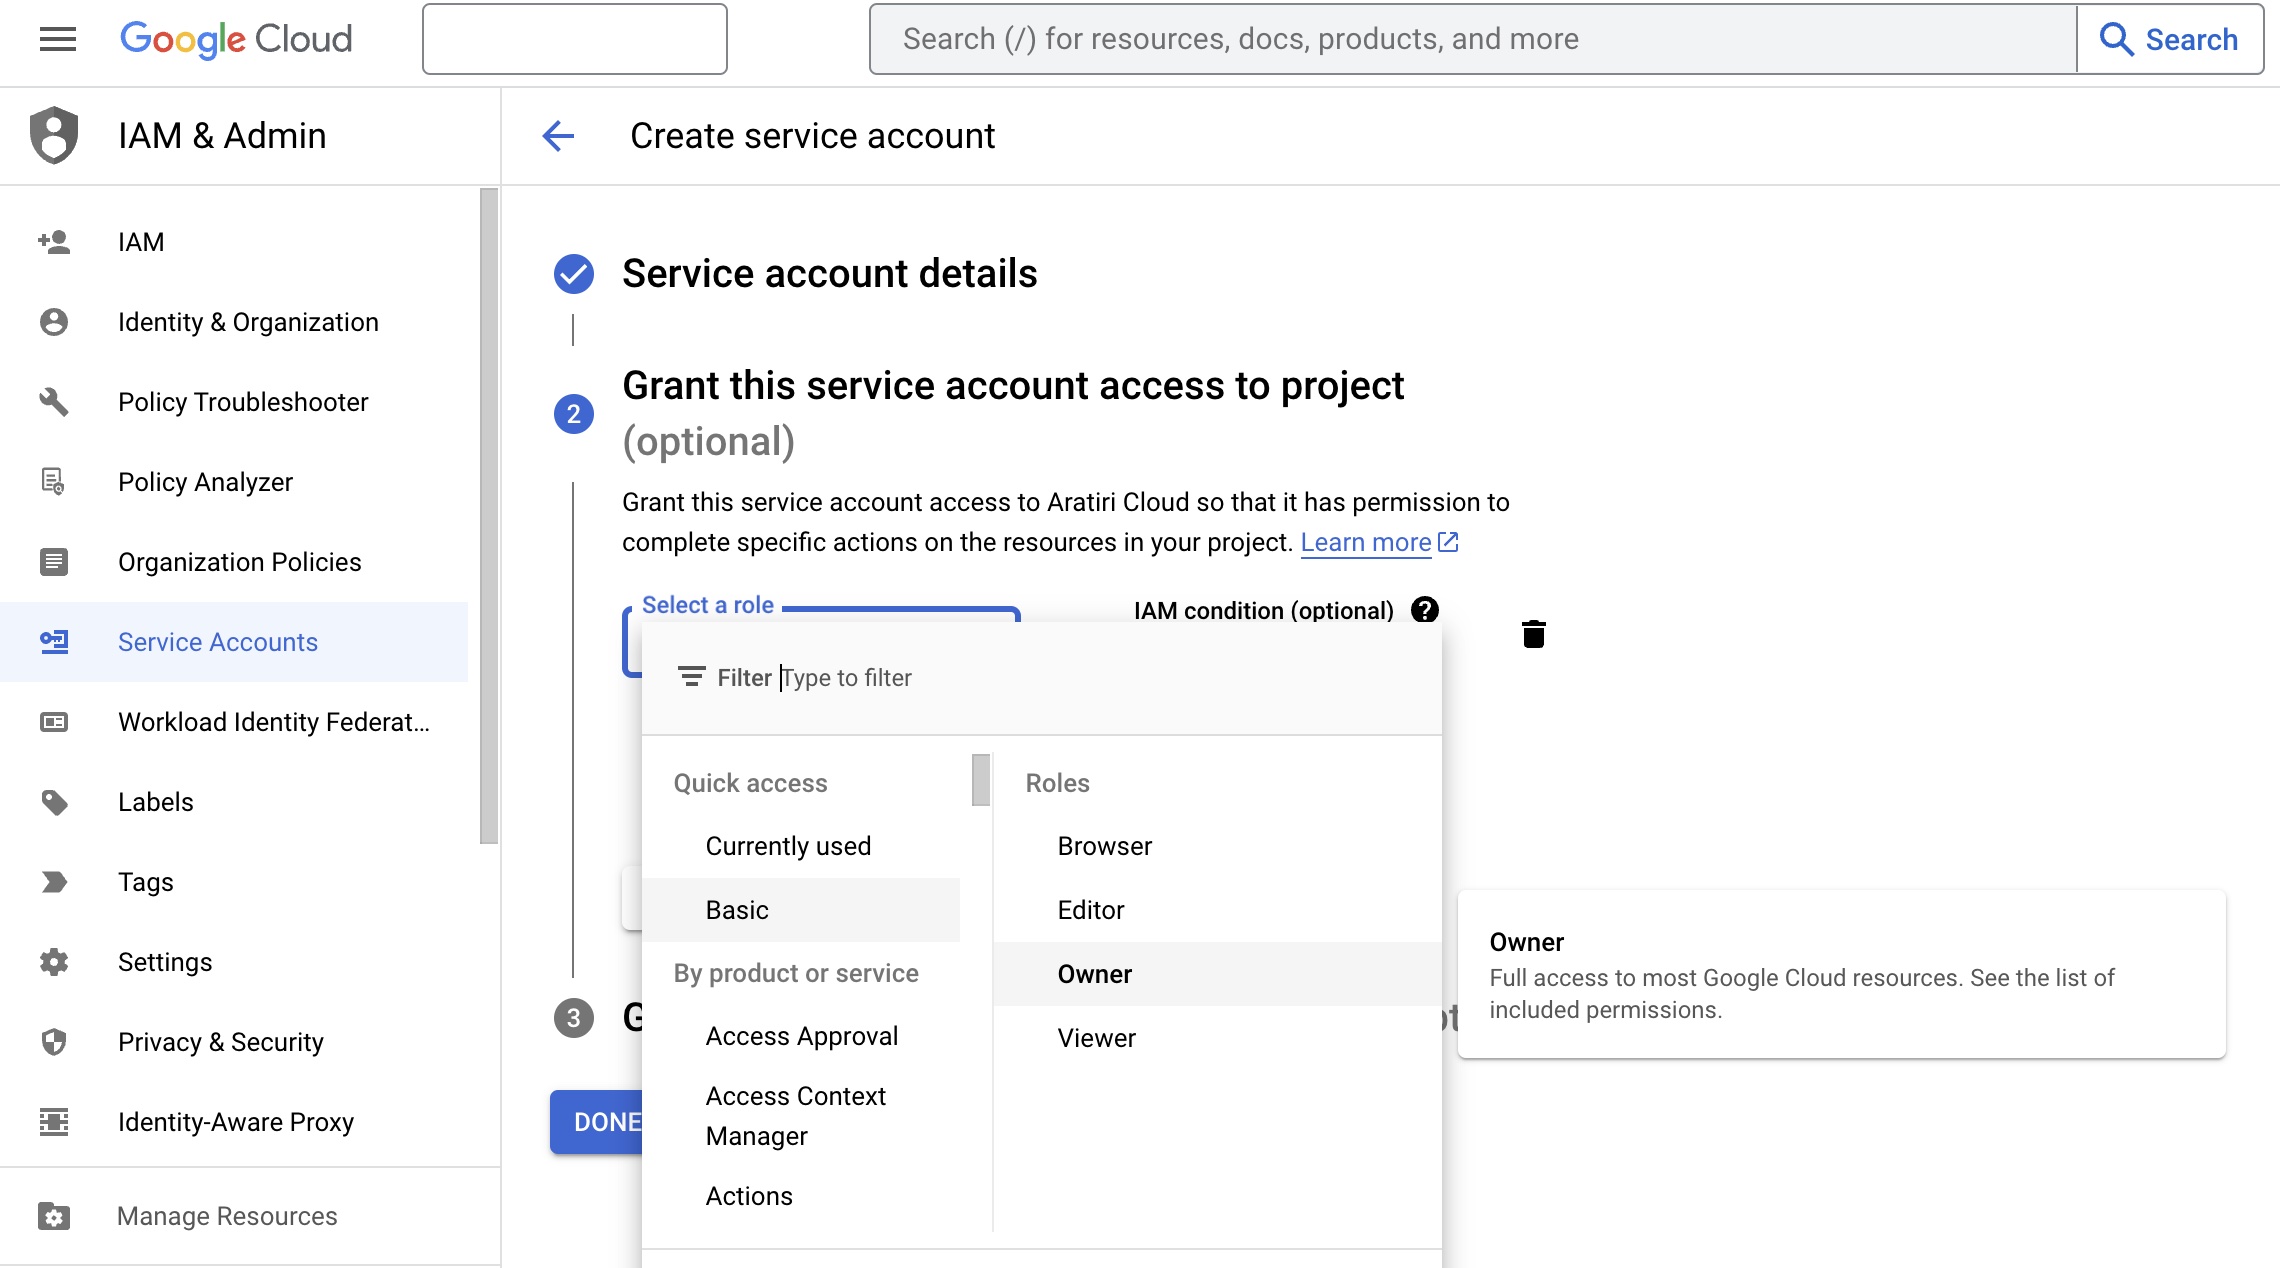 Google Cloud
Search (/) for resources, docs, products, and more
Search
IAM & Admin
Create service account
IAM
Identity & Organization
Policy Troubleshooter
Policy Analyzer
Organization Policies
Service Accounts
Workload Identity Federat...
Labels
Tags
Settings
Privacy & Security
Identity-Aware Proxy
Manage Resources
Service account details
2
Grant this service account access to project
(optional)
Grant this service account access to Aratiri Cloud so that it has permission to
complete specific actions on the resources in your project. Learn more
Select a role
IAM condition (optional)
Filter Type to filter
Quick access
Currently used
Basic
By product or service
Access Approval
Access Context
Manager
Actions
Roles
Browser
Editor
Owner
Viewer
Owner
Full access to most Google Cloud resources. See the list of
included permissions.
3
DONE